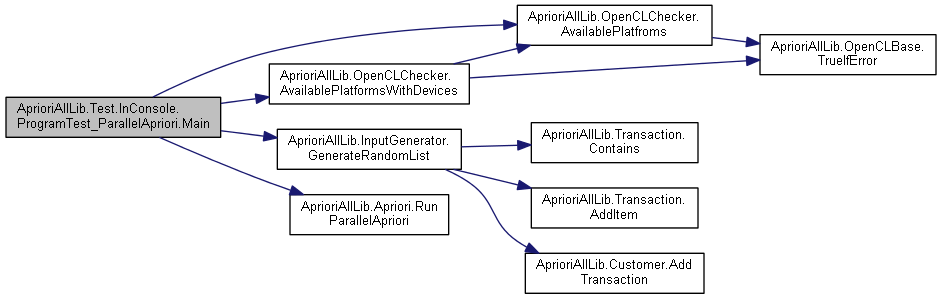 AprioriAllLib.Test.InConsole.
ProgramTest_ParallelApriori.Main
AprioriAllLib.OpenCLChecker.
AvailablePlatfroms
AprioriAllLib.OpenCLChecker.
AvailablePlatformsWithDevices
AprioriAllLib.OpenCLBase.
TrueIfError
AprioriAllLib.InputGenerator.
GenerateRandomList
AprioriAllLib.Transaction.
Contains
AprioriAllLib.Transaction.
AddItem
AprioriAllLib.Apriori.Run
ParallelApriori
AprioriAllLib.Customer.Add
Transaction